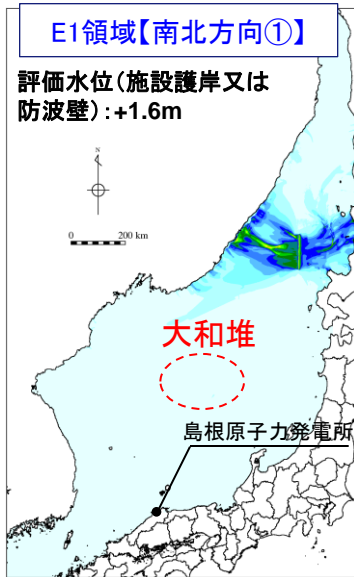 E1領域【南北方向①】
評価水位(施設護岸又は
防波壁):+1.6m
N
0 200 km
大和堆
島根原子力発電所